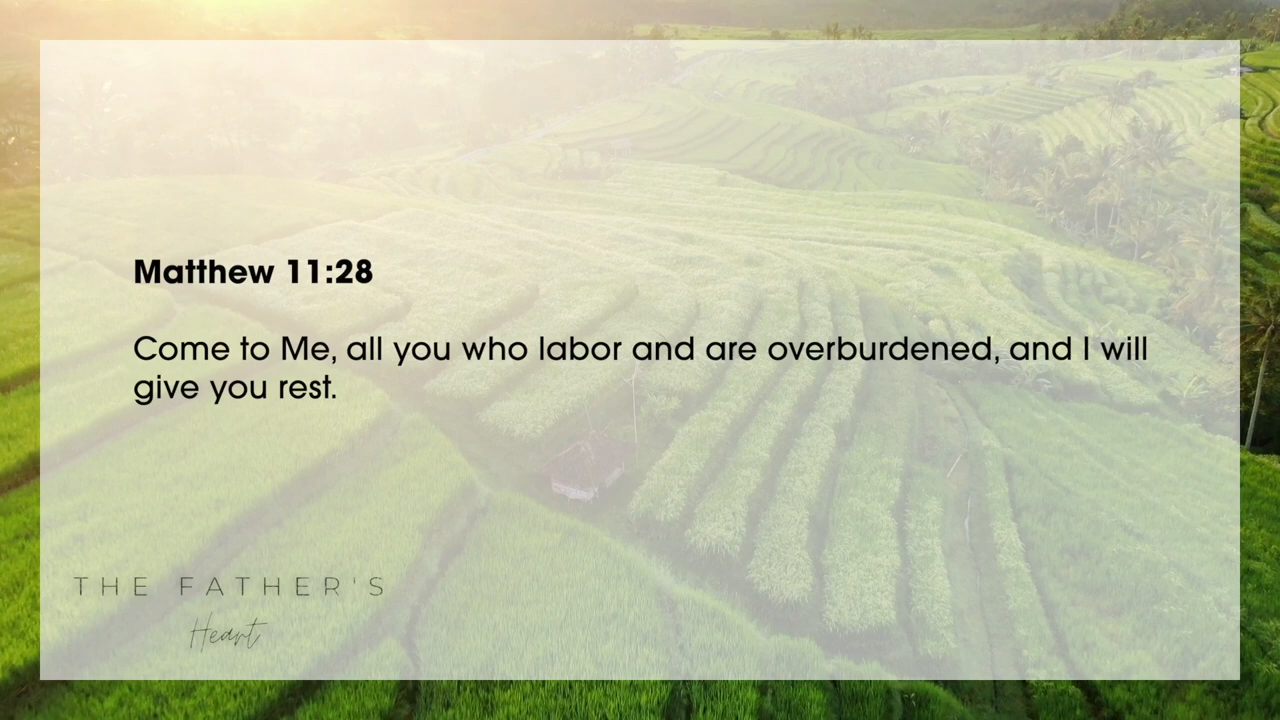 Matthew 11:28
Come to Me, all you who labor and are overburdened, and I will
give you rest.
THE FATHER'S
Heart